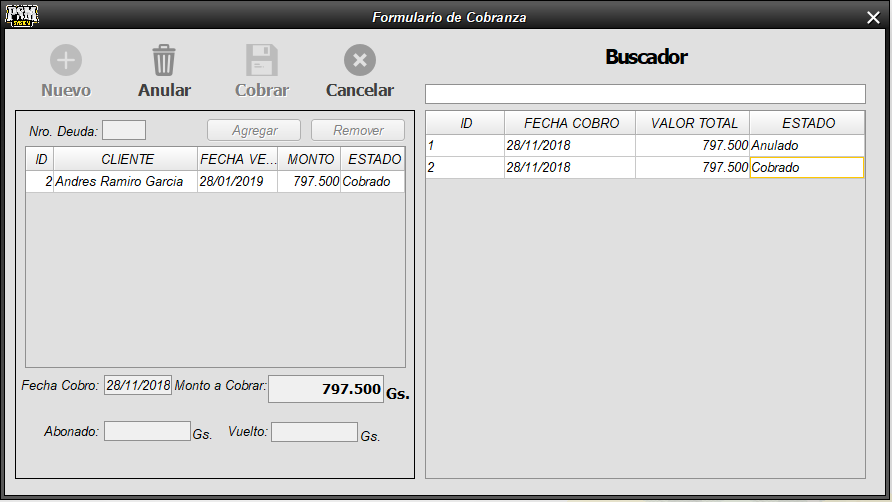 PGM
SYSTEM
Formulario de Cobranza
Nuevo Anular Cobrar Cancelar
Buscador
Nro. Deuda: Agregar Remover
ID CLIENTE FECHA VE... MONTO ESTADO
2 Andres Ramiro Garcia 28/01/2019 797.500 Cobrado
ID FECHA COBRO VALOR TOTAL ESTADO
1 28/11/2018 797.500 Anulado
2 28/11/2018 797.500 Cobrado
Fecha Cobro: 28/11/2018 Monto a Cobrar: 797.500 Gs.
Abonado: Gs. Vuelto: Gs.